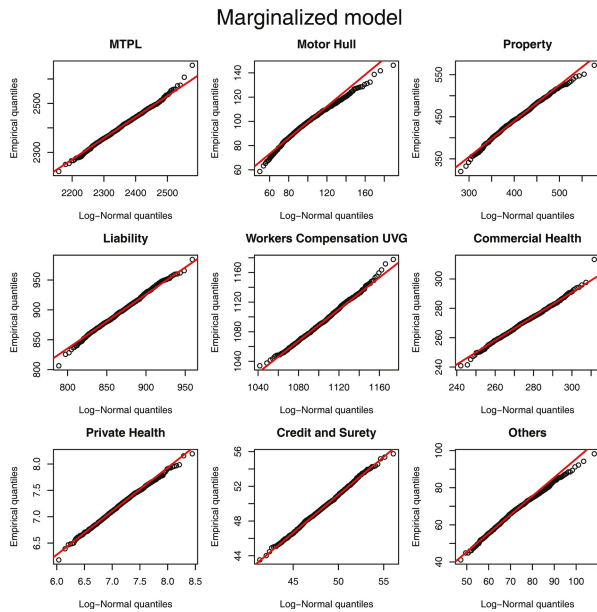 Marginalized model
MTPL
Motor Hull
Property
Empirical quantiles
2300 2500
2200 2300 2400 2500
Log−Normal quantiles
Empirical quantiles
60 80 100 120 140
60 80 120 160
Log−Normal quantiles
Empirical quantiles
350 450 550
300 400 500
Log−Normal quantiles
Liability
Workers Compensation UVG
Commercial Health
Empirical quantiles
800 850 900 950
800 850 900 950
Log−Normal quantiles
Empirical quantiles
1040 1080 1120 1160
1040 1080 1120 1160
Log−Normal quantiles
Empirical quantiles
240 260 280 300
240 260 280 300
Log−Normal quantiles
Private Health
Credit and Surety
Others
Empirical quantiles
6.5 7.0 7.5 8.0
6.0 6.5 7.0 7.5 8.0 8.5
Log−Normal quantiles
Empirical quantiles
44 48 52 56
45 50 55
Log−Normal quantiles
Empirical quantiles
40 60 80 100
50 60 70 80 90 100
Log−Normal quantiles